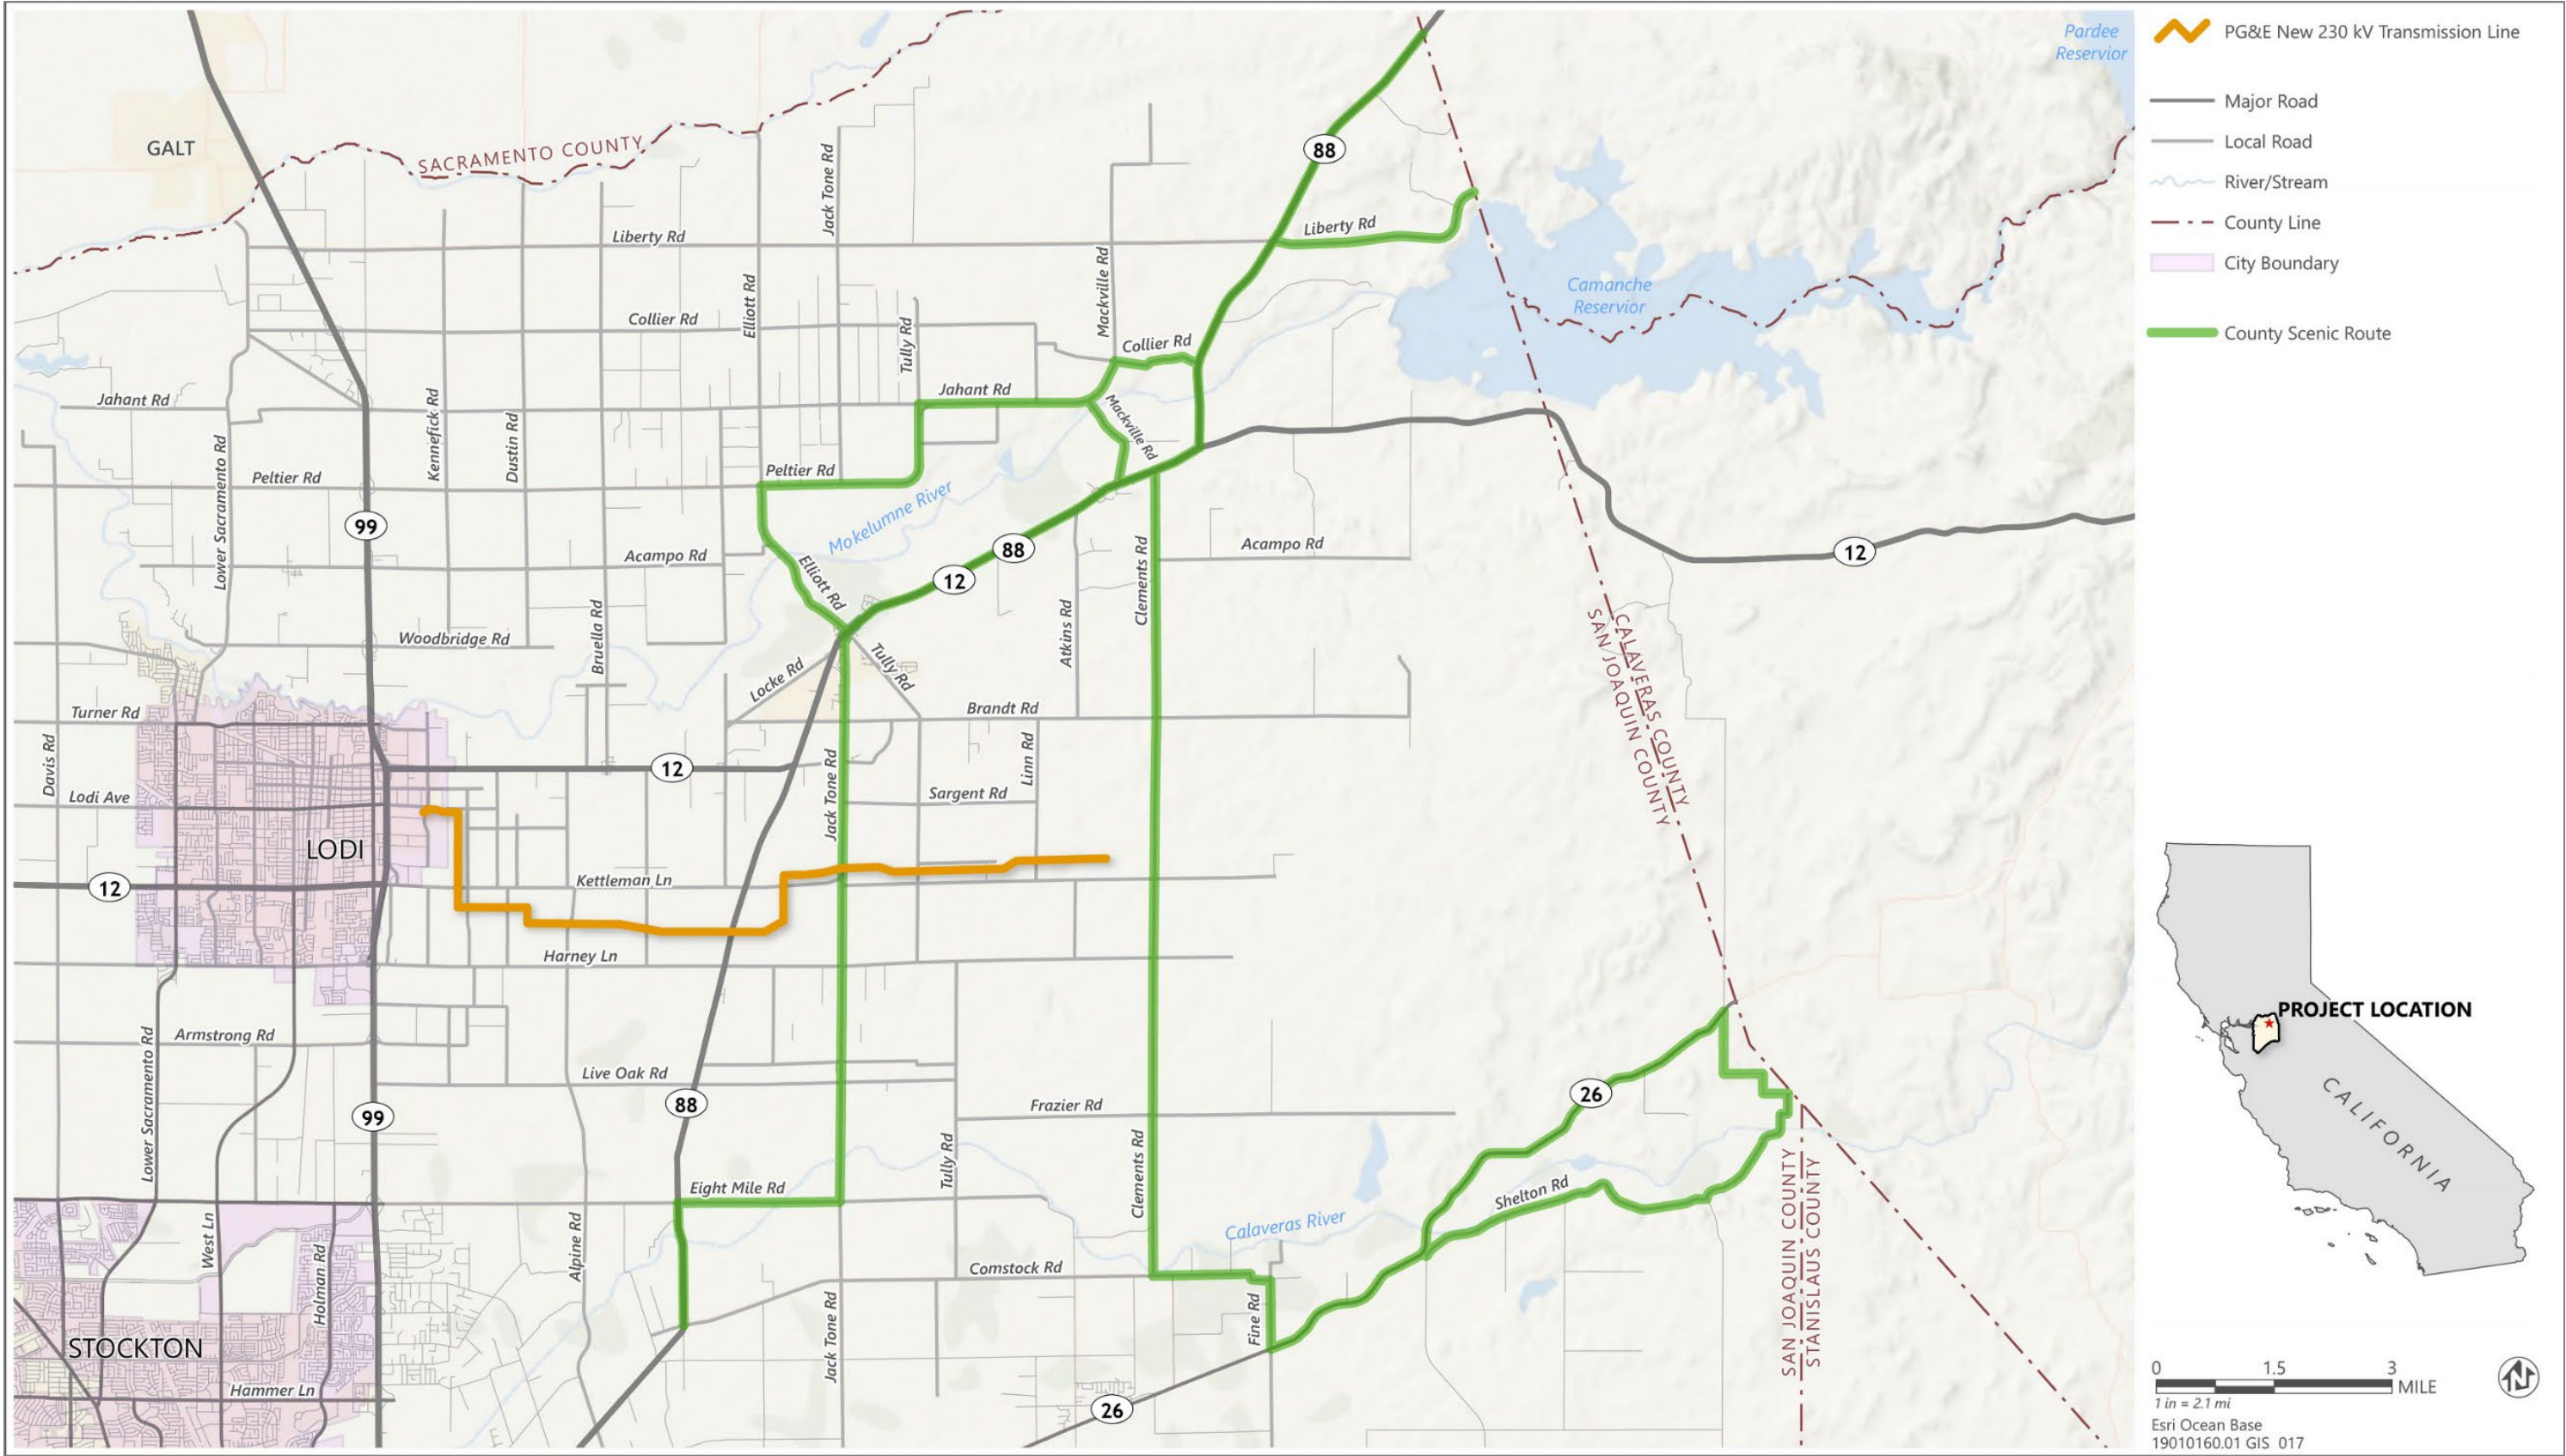 GALT
SACRAMENTO COUNTY
Jack Tone Rd
88
Pardee
Reservior
Liberty Rd
Liberty Rd
Elliott Rd
Mackville Rd
Camanche
Reservior
Collier Rd
Tully Rd
Collier Rd
Jahant Rd
Kennefick Rd
Dustin Rd
Jahant Rd
Mackville Rd
Lower Sacramento Rd
Peltier Rd
Peltier Rd
Mokelumne River
99
Acampo Rd
Elliott Rd
88
12
Clements Rd
Acampo Rd
12
Woodbridge Rd
Bruella Rd
Locke Rd
Tully Rd
Atkins Rd
CALAVERAS COUNTY
SAN JOAQUIN COUNTY
Turner Rd
Brandt Rd
Davis Rd
12
Jack Tone Rd
Linn Rd
Lodi Ave
Sargent Rd
LODI
12
Kettleman Ln
Harney Ln
Lower Sacramento Rd
Armstrong Rd
Live Oak Rd
99
88
Frazier Rd
26
Tully Rd
Clements Rd
Eight Mile Rd
Shelton Rd
West Ln
Holman Rd
Alpine Rd
Calaveras River
SAN JOAQUIN COUNTY
STANISLAUS COUNTY
Comstock Rd
Jack Tone Rd
Fine Rd
STOCKTON
Hammer Ln
26
PG&E New 230 kV Transmission Line
Major Road
Local Road
River/Stream
County Line
City Boundary
County Scenic Route
PROJECT LOCATION
CALIFORNIA
0 1.5 3
MILE
1 in = 2.1 mi
N
Esri Ocean Base
19010160.01 GIS 017